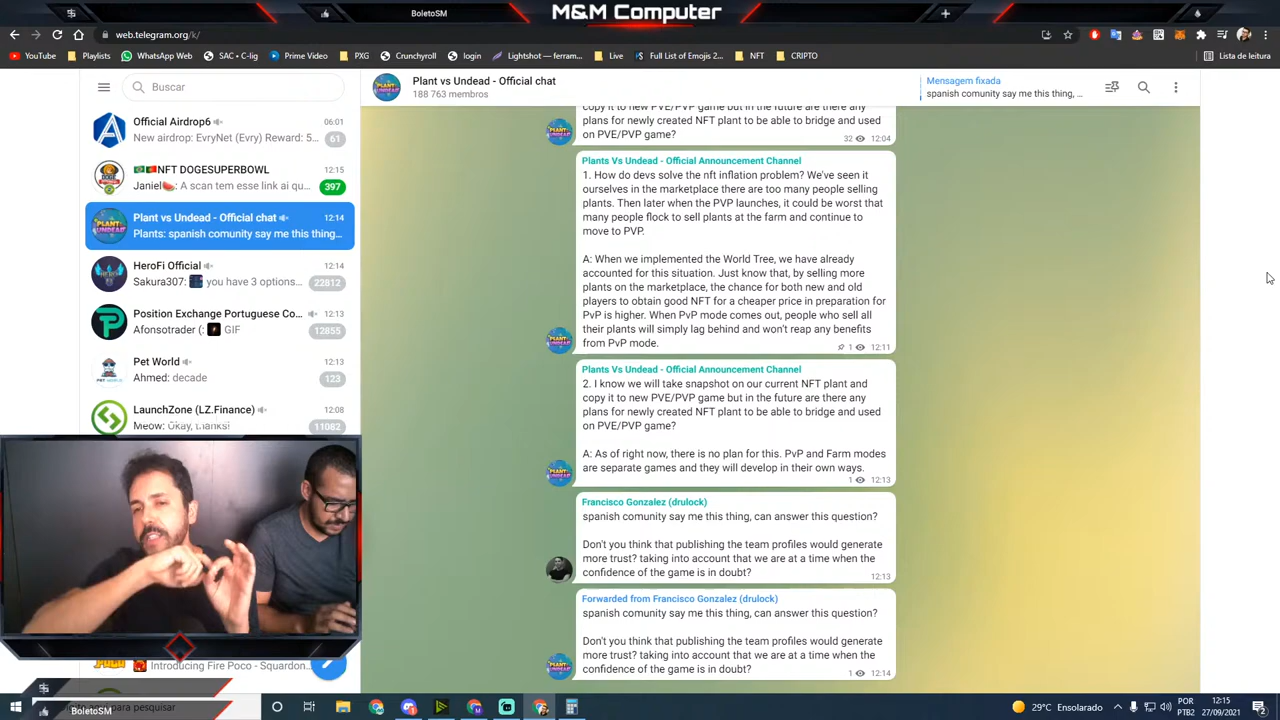 BoletoSM
M&M Computer
web.telegram.org/k/
YouTube
Playlists
WhatsApp Web
SAC • C-lig
Prime Video
PXG
Crunchyroll
login
Lightshot — ferram...
Live
Full List of Emojis 2...
NFT
CRIPTO
Lista de leitura
Buscar
Official Airdrop6
06:01
New airdrop: EvryNet (Evry) Reward: 5...
61
NFT DOGESUPERBOWL
12:15
Janiel: A scan tem esse link ai qu...
397
Plant vs Undead - Official chat
12:14
Plants: spanish comunity say me this thing...
HeroFi Official
12:14
Sakura307: you have 3 options...
22812
Position Exchange Portuguese Co...
12:13
Afonsotrader (: GIF
12855
Pet World
12:13
Ahmed: decade
123
LaunchZone (LZ.Finance)
12:08
Meow: Okay, thanks!
11082
Introducing Fire Poco - Squardon...
Plant vs Undead - Official chat
188 763 membros
Mensagem fixada
spanish comunity say me this thing, ...
copy it to new PVE/PVP game but in the future are there any
plans for newly created NFT plant to be able to bridge and used
on PVE/PVP game?
32 12:04
Plants Vs Undead - Official Announcement Channel
1. How do devs solve the nft inflation problem? We've seen it
ourselves in the marketplace there are too many people selling
plants. Then later when the PVP launches, it could be worst that
many people flock to sell plants at the farm and continue to
move to PVP.
A: When we implemented the World Tree, we have already
accounted for this situation. Just know that, by selling more
plants on the marketplace, the chance for both new and old
players to obtain good NFT for a cheaper price in preparation for
PvP is higher. When PvP mode comes out, people who sell all
their plants will simply lag behind and won't reap any benefits
from PvP mode.
1 12:11
Plants Vs Undead - Official Announcement Channel
2. I know we will take snapshot on our current NFT plant and
copy it to new PVE/PVP game but in the future are there any
plans for newly created NFT plant to be able to bridge and used
on PVE/PVP game?
A: As of right now, there is no plan for this. PvP and Farm modes
are separate games and they will develop in their own ways.
1 12:13
Francisco Gonzalez (drulock)
spanish comunity say me this thing, can answer this question?
Don't you think that publishing the team profiles would generate
more trust? taking into account that we are at a time when the
confidence of the game is in doubt?
12:13
Forwarded from Francisco Gonzalez (drulock)
spanish comunity say me this thing, can answer this question?
Don't you think that publishing the team profiles would generate
more trust? taking into account that we are at a time when the
confidence of the game is in doubt?
1 12:14
BoletoSM
aqui para pesquisar
29°C Ensolarado
POR
PTB2
12:15
27/09/2021
2